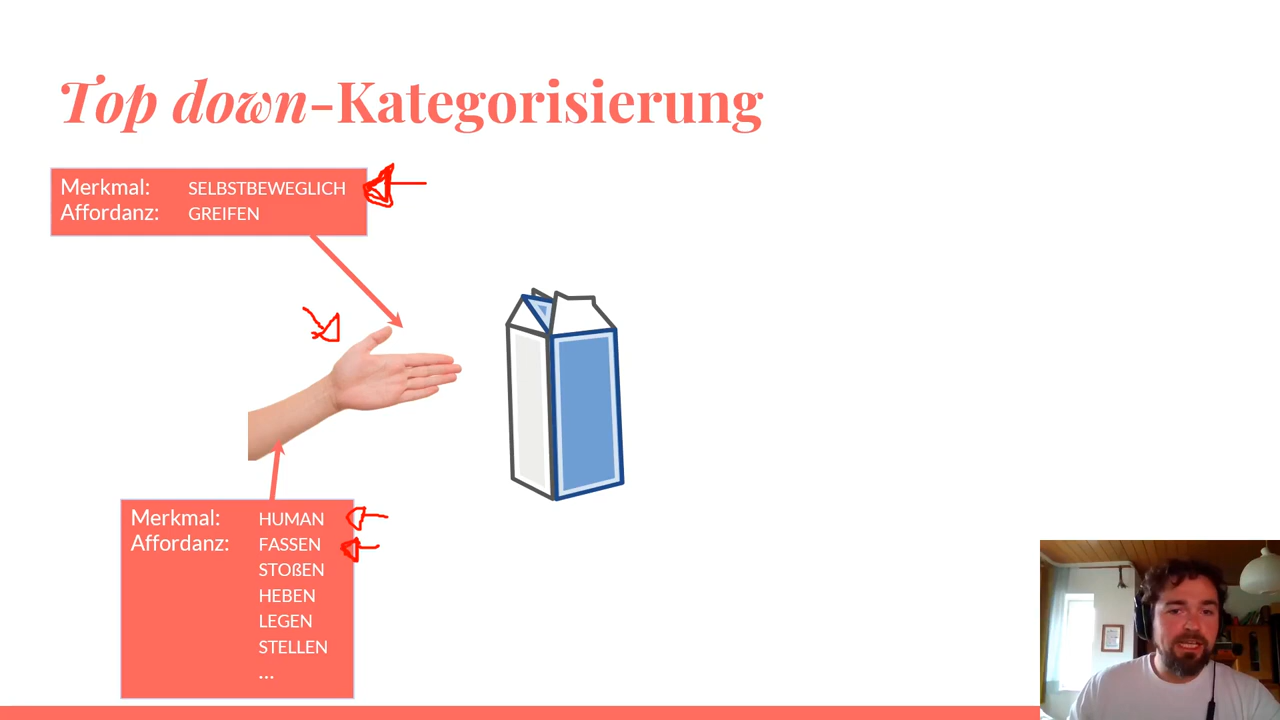 Top down-Kategorisierung
Merkmal: SELBSTBEWEGLICH
Affordanz: GREIFEN
Merkmal: HUMAN
Affordanz: FASSEN
STOßEN
HEBEN
LEGEN
STELLEN
...